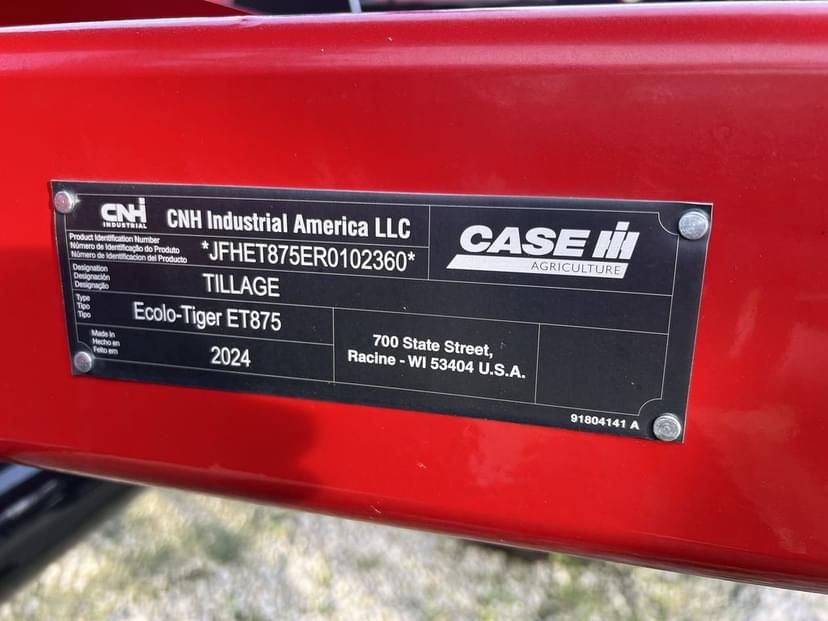 CNH
INDUSTRIAL
CNH Industrial America LLC
Product Identification Number
Número de Identificação do Produto
Número de Identificacion del Producto
*JFHET875ER0102360*
CASE IH
AGRICULTURE
Designation
Designación
Designação
TILLAGE
Type
Tipo
Tipo
Ecolo-Tiger ET875
Made in
Hecho en
Feito em
2024
700 State Street,
Racine - WI 53404 U.S.A.
91804141 A